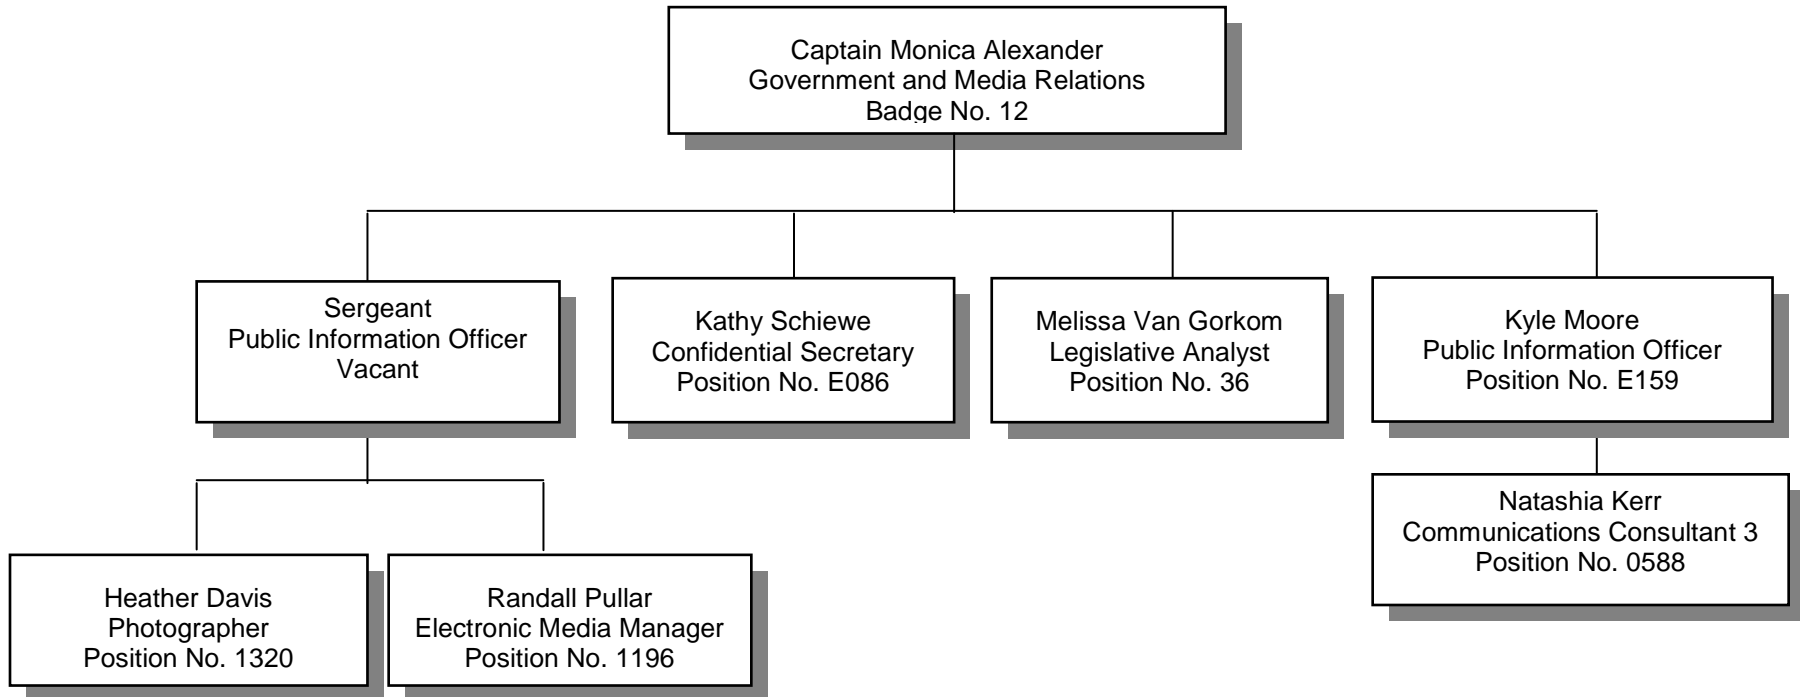 Captain Monica Alexander
Government and Media Relations
Badge No. 12
Sergeant
Public Information Officer
Vacant
Kathy Schiewe
Confidential Secretary
Position No. E086
Melissa Van Gorkom
Legislative Analyst
Position No. 36
Kyle Moore
Public Information Officer
Position No. E159
Natashia Kerr
Communications Consultant 3
Position No. 0588
Heather Davis
Photographer
Position No. 1320
Randall Pullar
Electronic Media Manager
Position No. 1196